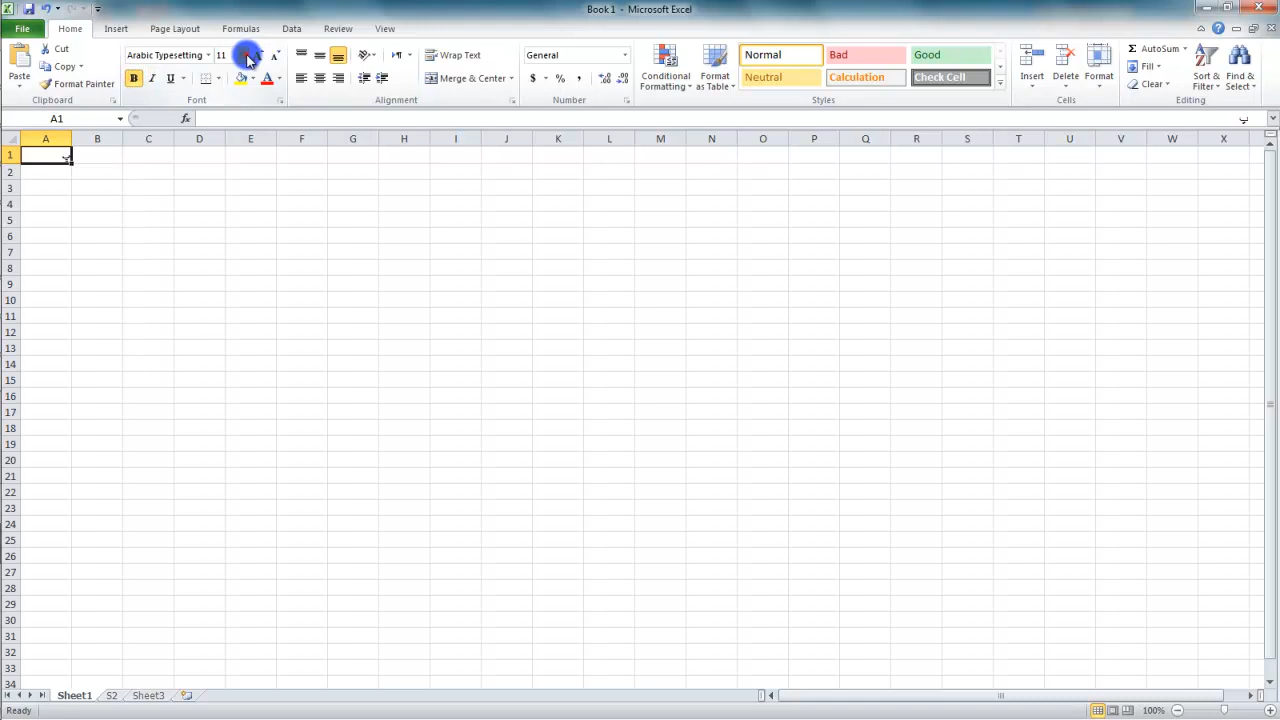 Book 1 - Microsoft Excel
File Home Insert Page Layout Formulas Data Review View
Paste
Cut
Copy
Format Painter
Clipboard
Arabic Typesetting 11
B I U
Font
Wrap Text
Merge & Center
Alignment
General
$ % ,
Number
Conditional Formatting
Format as Table
Normal Bad Good
Neutral Calculation Check Cell
Styles
Insert Delete Format
Cells
AutoSum
Fill
Clear
Sort & Filter
Find & Select
Editing
A1 fx
A B C D E F G H I J K L M N O P Q R S T U V W X
1
2
3
4
5
6
7
8
9
10
11
12
13
14
15
16
17
18
19
20
21
22
23
24
25
26
27
28
29
30
31
32
33
34
Sheet1 S2 Sheet3
Ready 100%